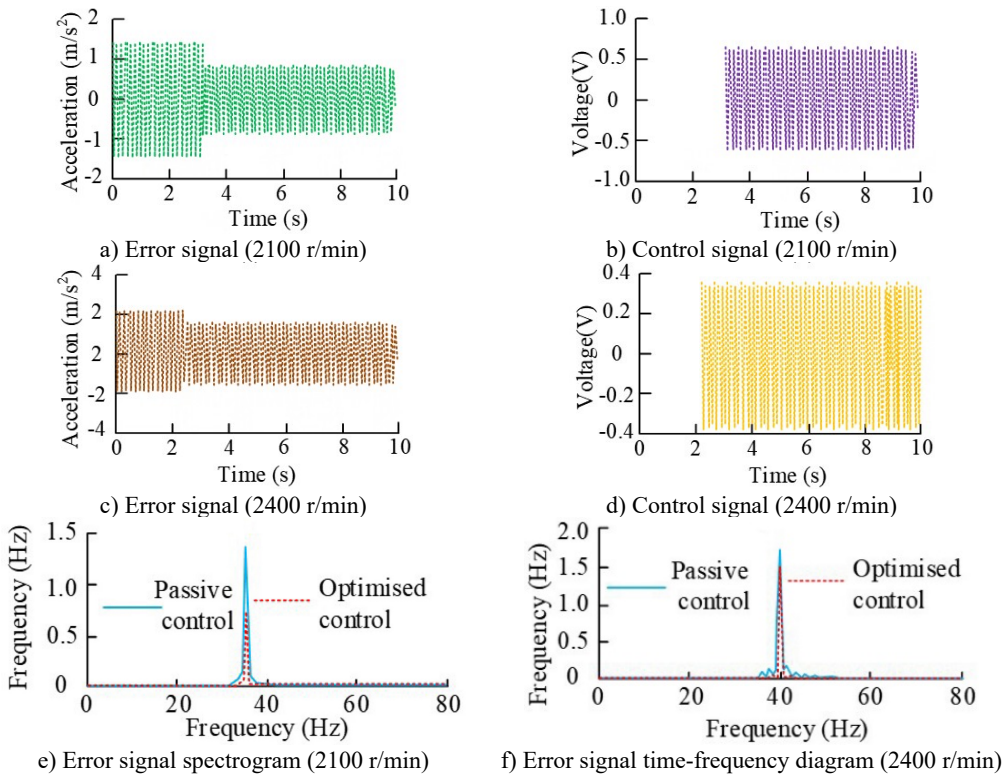 Acceleration (m/s²)
2
1
0
-1
-2
0 2 4 6 8 10
Time (s)
a) Error signal (2100 r/min)
Voltage(V)
1.0
0.5
0
-0.5
-1.0
0 2 4 6 8 10
Time (s)
b) Control signal (2100 r/min)
Acceleration (m/s²)
4
2
2
-2
-4
0 2 4 6 8 10
Time (s)
c) Error signal (2400 r/min)
Voltage(V)
0.4
0.2
0
-0.2
-0.4
0 2 4 6 8 10
Time (s)
d) Control signal (2400 r/min)
Frequency (Hz)
1.5
1.0
0.5
0
Passive
control
Optimised
control
0 20 40 60 80
Frequency (Hz)
e) Error signal spectrogram (2100 r/min)
Frequency (Hz)
2.0
1.5
1.0
0.5
0
Passive
control
Optimised
control
0 20 40 60 80
Frequency (Hz)
f) Error signal time-frequency diagram (2400 r/min)